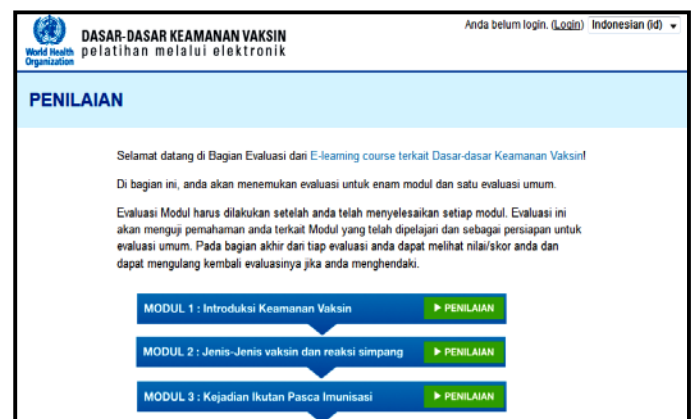 Anda belum login. (Login) Indonesian (id)
World Health
Organization
DASAR-DASAR KEAMANAN VAKSIN
pelatihan melalui elektronik
PENILAIAN
Selamat datang di Bagian Evaluasi dari E-learning course terkait Dasar-dasar Keamanan Vaksin!
Di bagian ini, anda akan menemukan evaluasi untuk enam modul dan satu evaluasi umum.
Evaluasi Modul harus dilakukan setelah anda telah menyelesaikan setiap modul. Evaluasi ini
akan menguji pemahaman anda terkait Modul yang telah dipelajari dan sebagai persiapan untuk
evaluasi umum. Pada bagian akhir dari tiap evaluasi anda dapat melihat nilai/skor anda dan
dapat mengulang kembali evaluasinya jika anda menghendaki.
MODUL 1 : Introduksi Keamanan Vaksin PENILAIAN
MODUL 2 : Jenis-Jenis vaksin dan reaksi simpang PENILAIAN
MODUL 3 : Kejadian Ikutan Pasca Imunisasi PENILAIAN